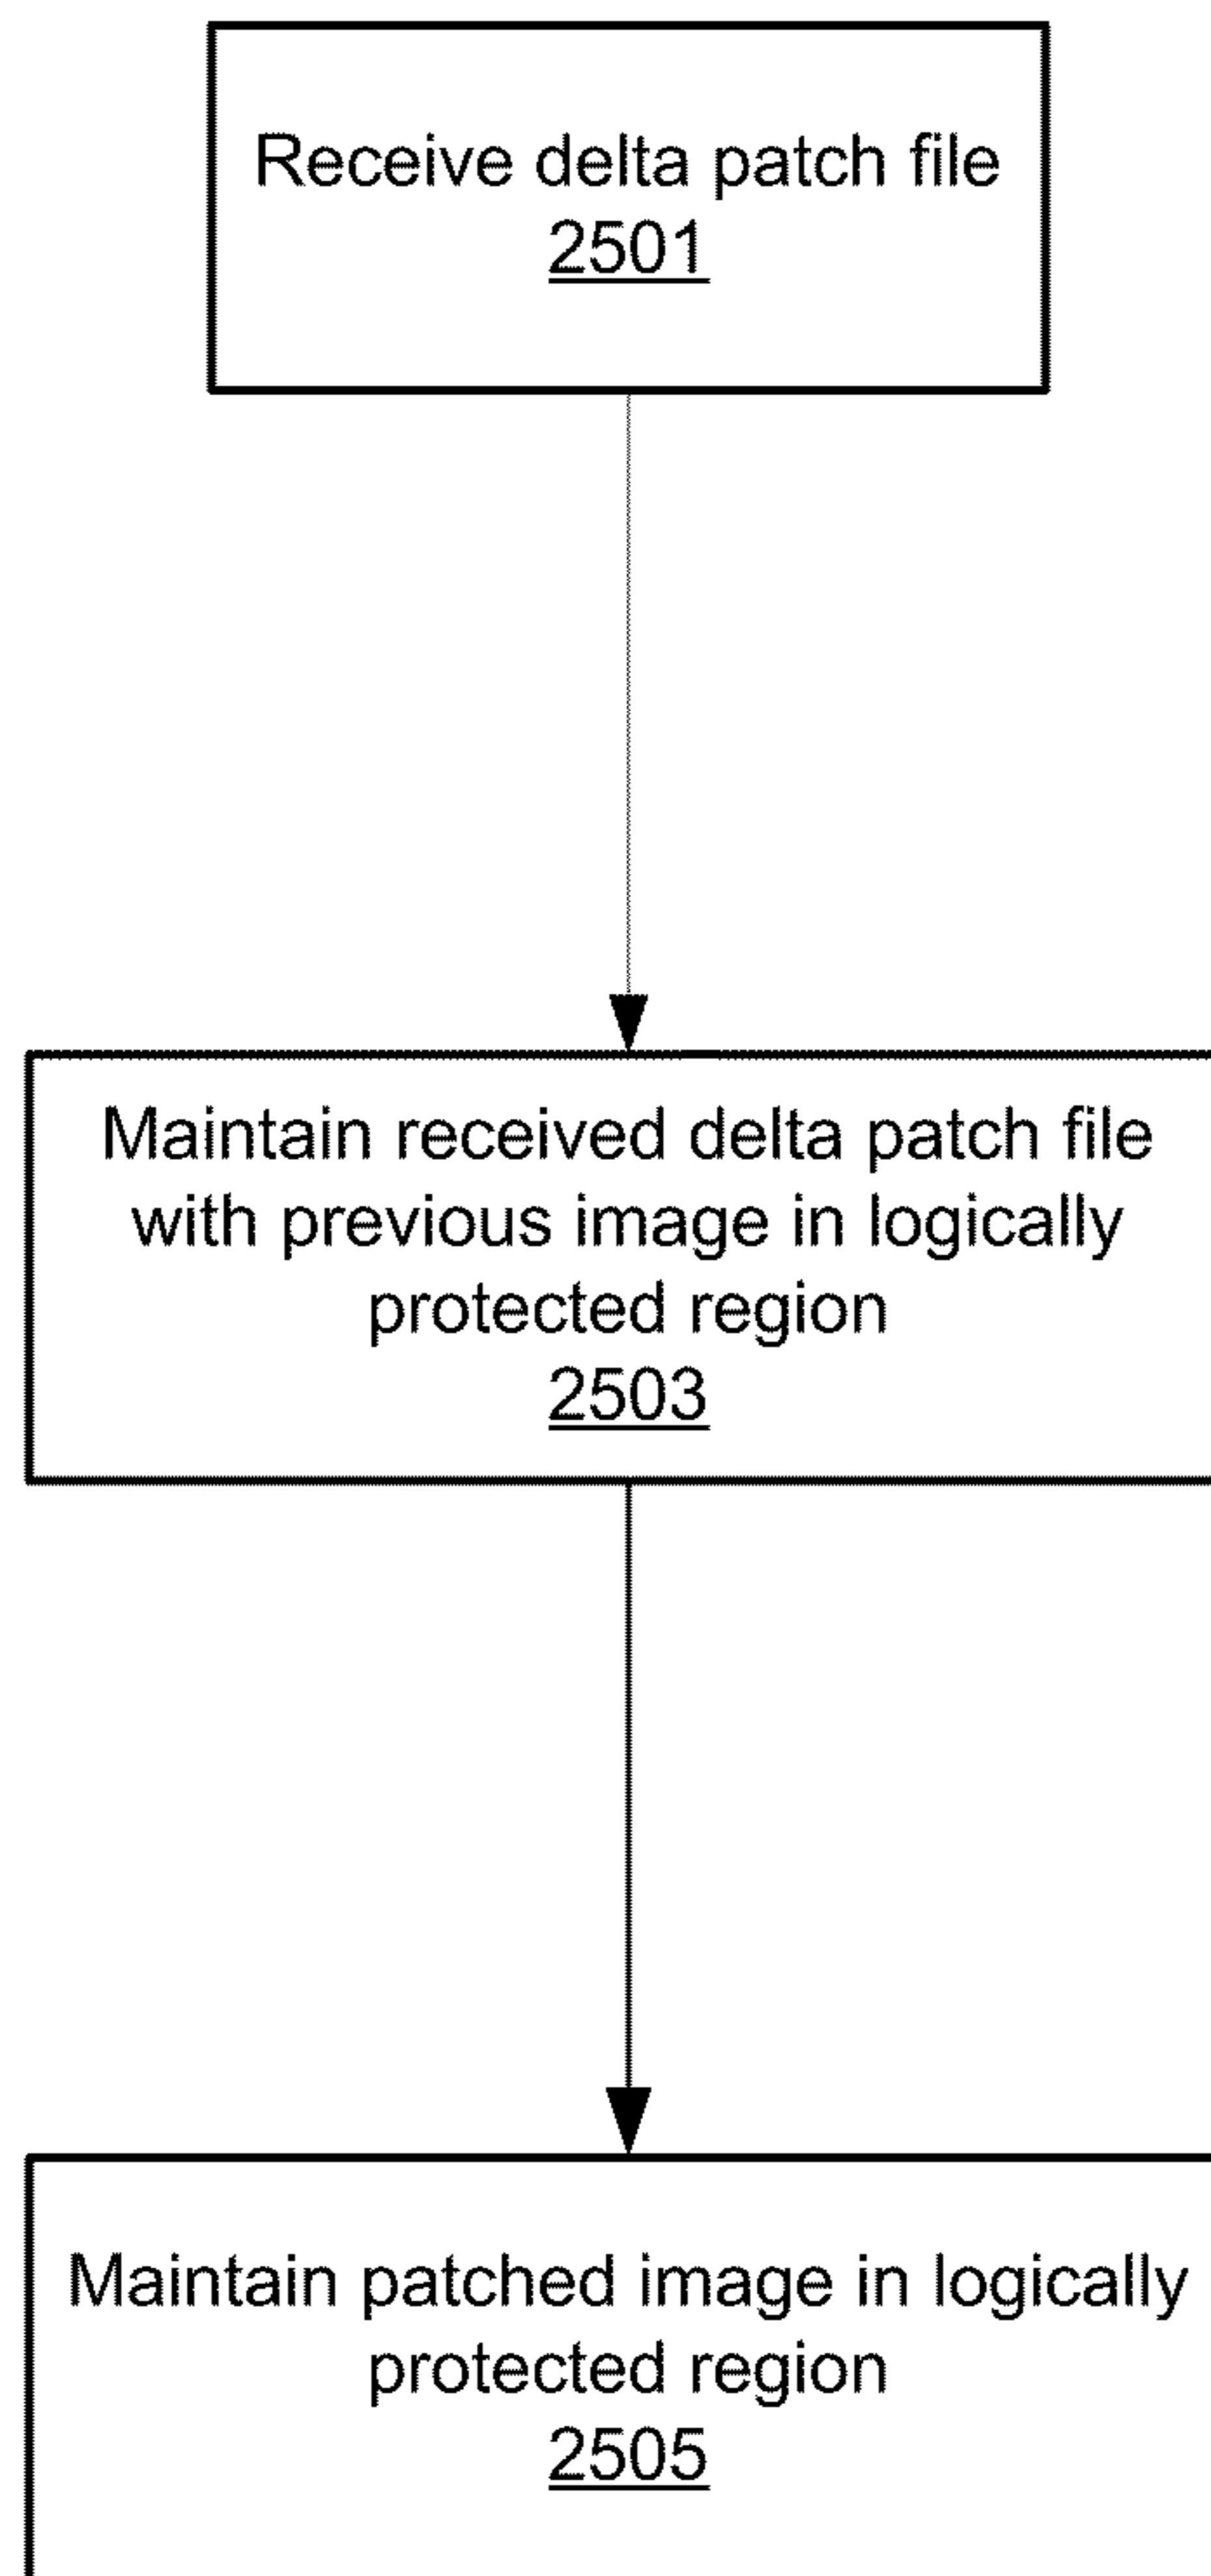 Receive delta patch file
2501
Maintain received delta patch file
with previous image in logically
protected region
2503
Maintain patched image in logically
protected region
2505